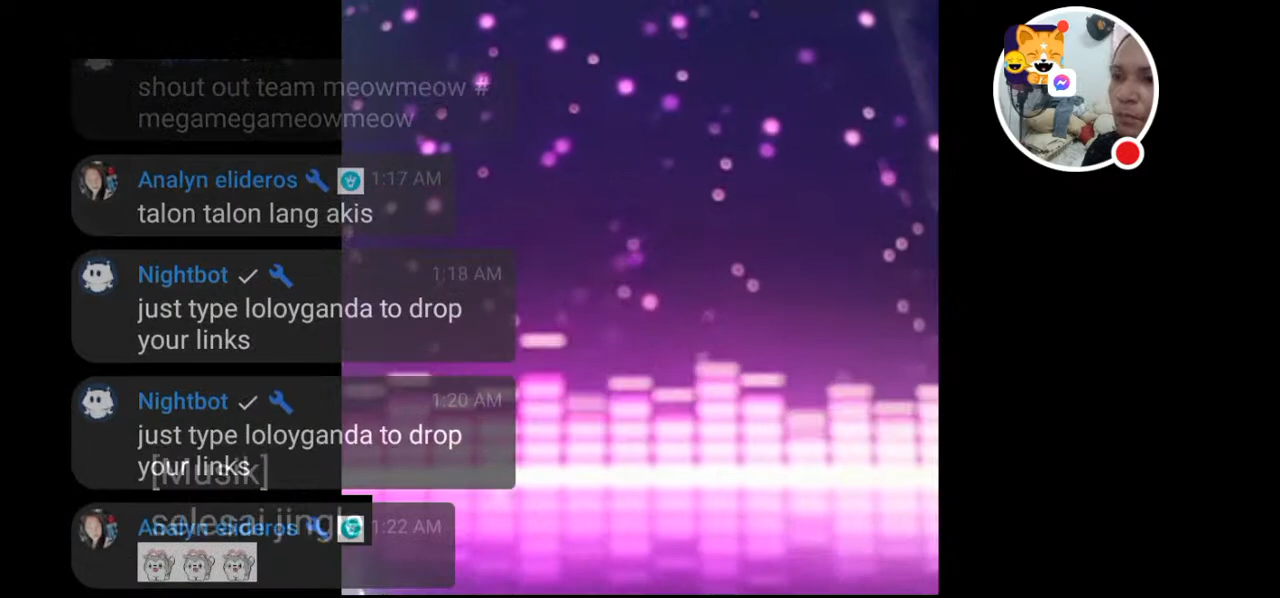 shout out team meowmeow #
megamegameowmeow
Analyn elideros 1:17 AM
talon talon lang akis
Nightbot 1:18 AM
just type loloyganda to drop
your links
Nightbot 1:20 AM
just type loloyganda to drop
your links
[Musik]
Analyn elideros 1:22 AM
selesai jingle